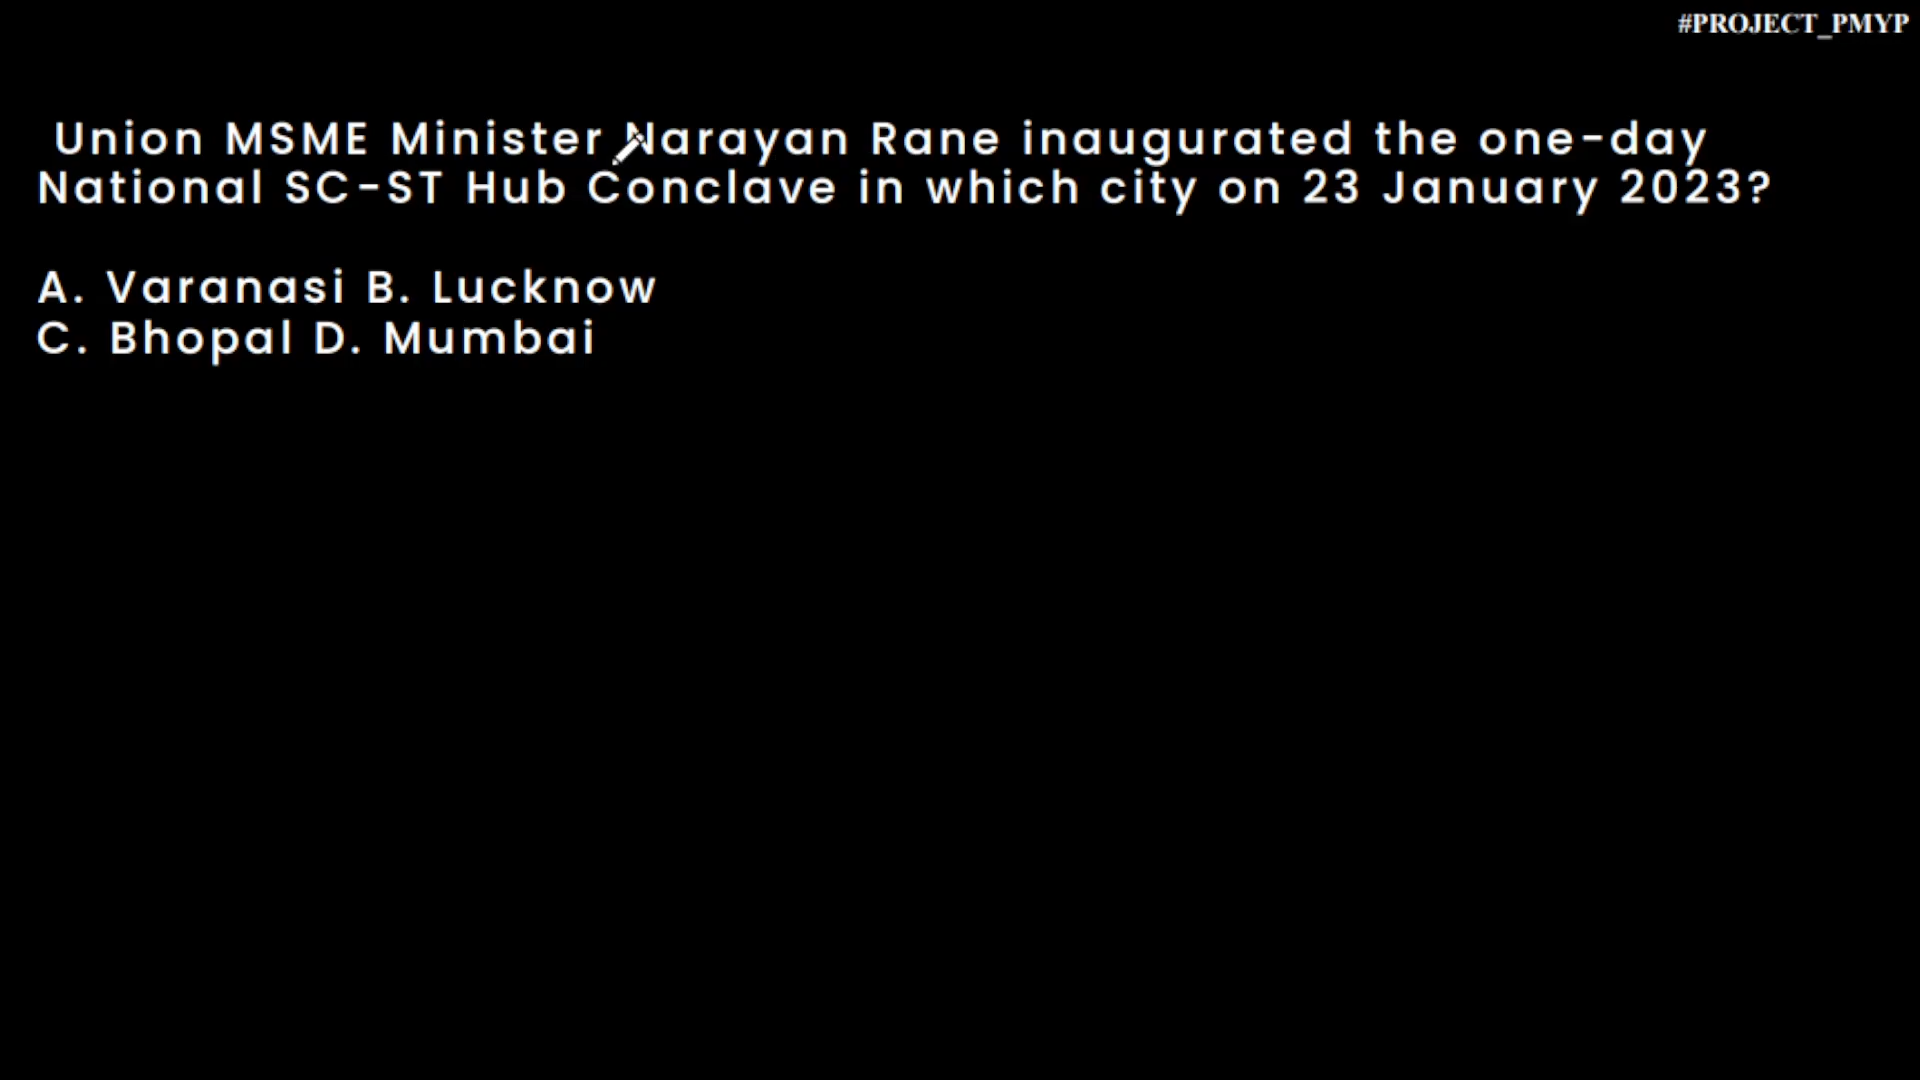 #PROJECT_PMYP
Union MSME Minister Narayan Rane inaugurated the one-day
National SC-ST Hub Conclave in which city on 23 January 2023?
A. Varanasi B. Lucknow
C. Bhopal D. Mumbai